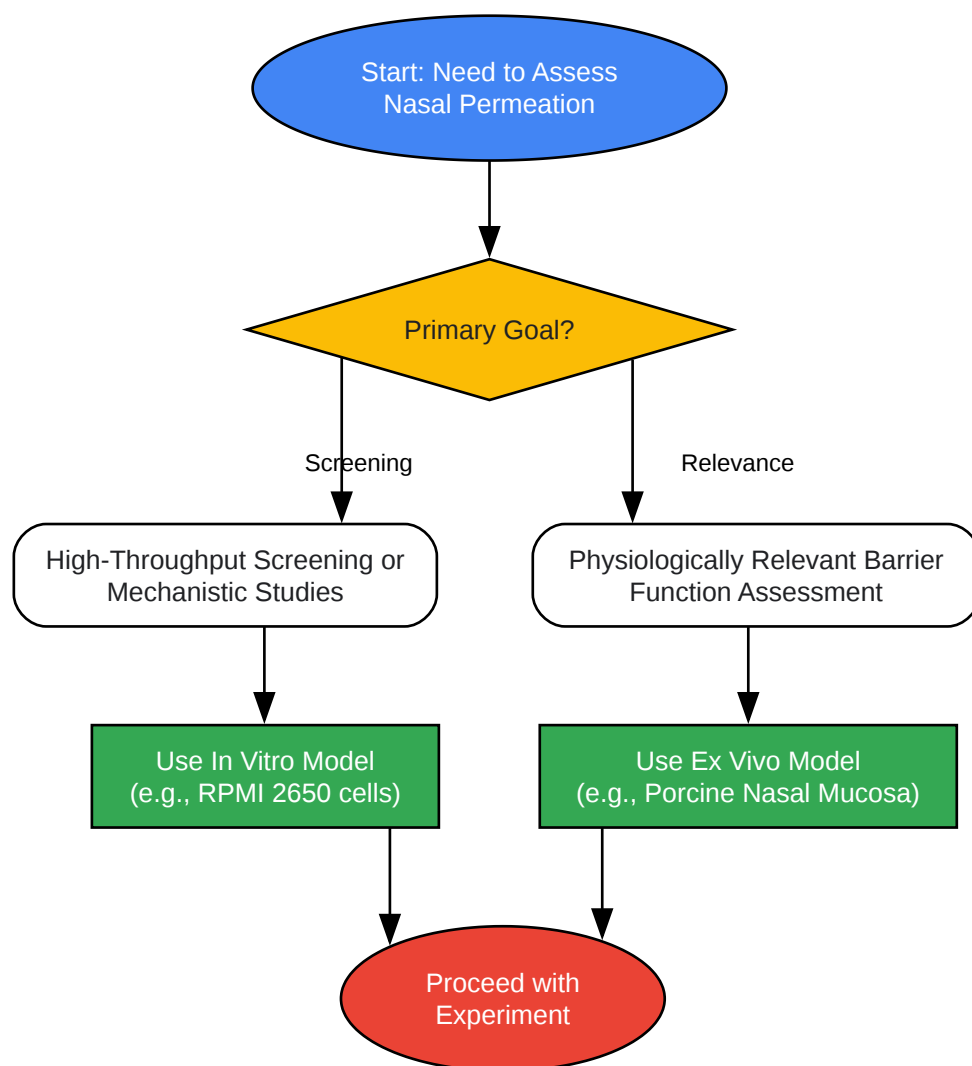 Start: Need to Assess
Nasal Permeation
Primary Goal?
Screening
Relevance
High-Throughput Screening or
Mechanistic Studies
Physiologically Relevant Barrier
Function Assessment
Use In Vitro Model
(e.g., RPMI 2650 cells)
Use Ex Vivo Model
(e.g., Porcine Nasal Mucosa)
Proceed with
Experiment